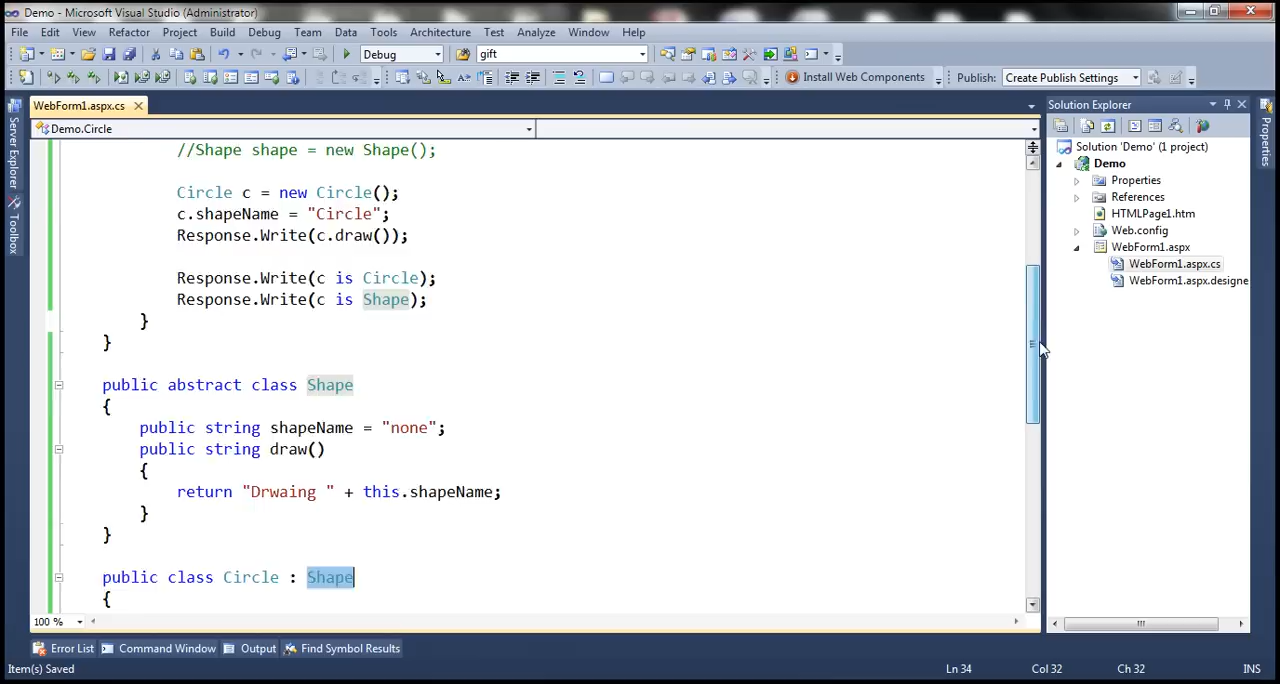 Demo - Microsoft Visual Studio (Administrator)
File Edit View Refactor Project Build Debug Team Data Tools Architecture Test Analyze Window Help
Debug gift
Install Web Components Publish: Create Publish Settings
WebForm1.aspx.cs
Demo.Circle
//Shape shape = new Shape();
Circle c = new Circle();
c.shapeName = "Circle";
Response.Write(c.draw());
Response.Write(c is Circle);
Response.Write(c is Shape);
}
}
public abstract class Shape
{
public string shapeName = "none";
public string draw()
{
return "Drwaing " + this.shapeName;
}
}
public class Circle : Shape
{
100 %
Server Explorer
Toolbox
Solution Explorer
Solution 'Demo' (1 project)
Demo
Properties
References
HTMLPage1.htm
Web.config
WebForm1.aspx
WebForm1.aspx.cs
WebForm1.aspx.designe
Properties
Error List Command Window Output Find Symbol Results
Item(s) Saved Ln 34 Col 32 Ch 32 INS